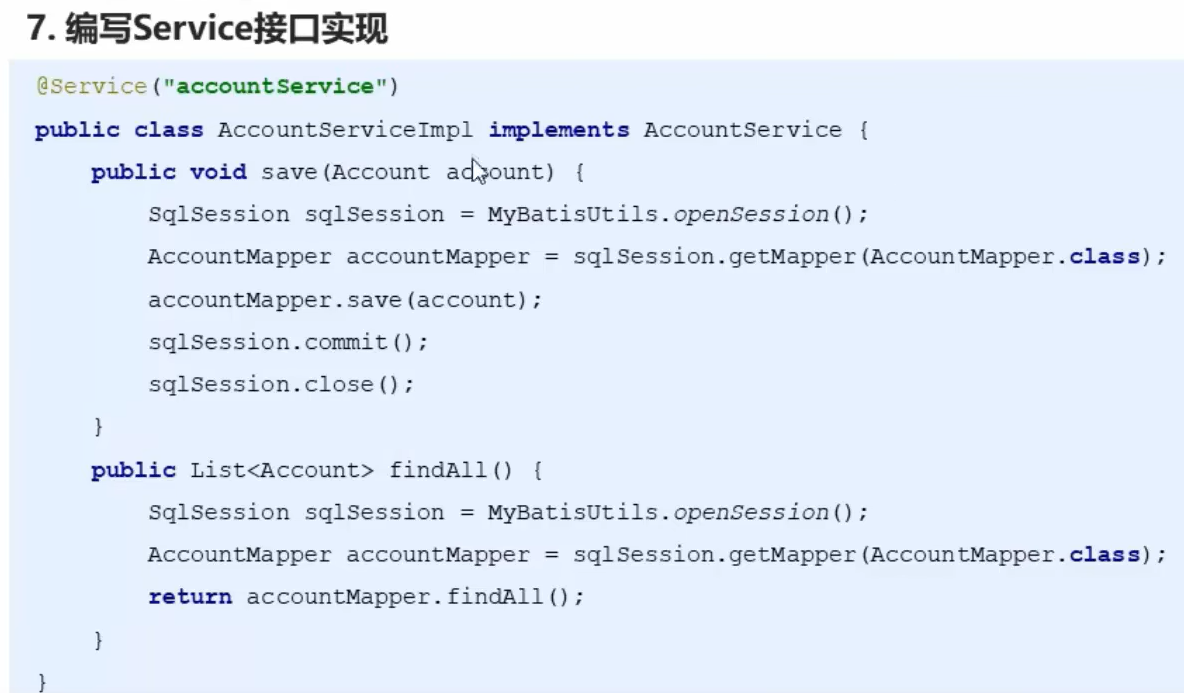 7. 编写Service接口实现
@Service("accountService")
public class AccountServiceImpl implements AccountService {
    public void save(Account account) {
        SqlSession sqlSession = MyBatisUtils.openSession();
        AccountMapper accountMapper = sqlSession.getMapper(AccountMapper.class);
        accountMapper.save(account);
        sqlSession.commit();
        sqlSession.close();
    }
    public List<Account> findAll() {
        SqlSession sqlSession = MyBatisUtils.openSession();
        AccountMapper accountMapper = sqlSession.getMapper(AccountMapper.class);
        return accountMapper.findAll();
    }
}